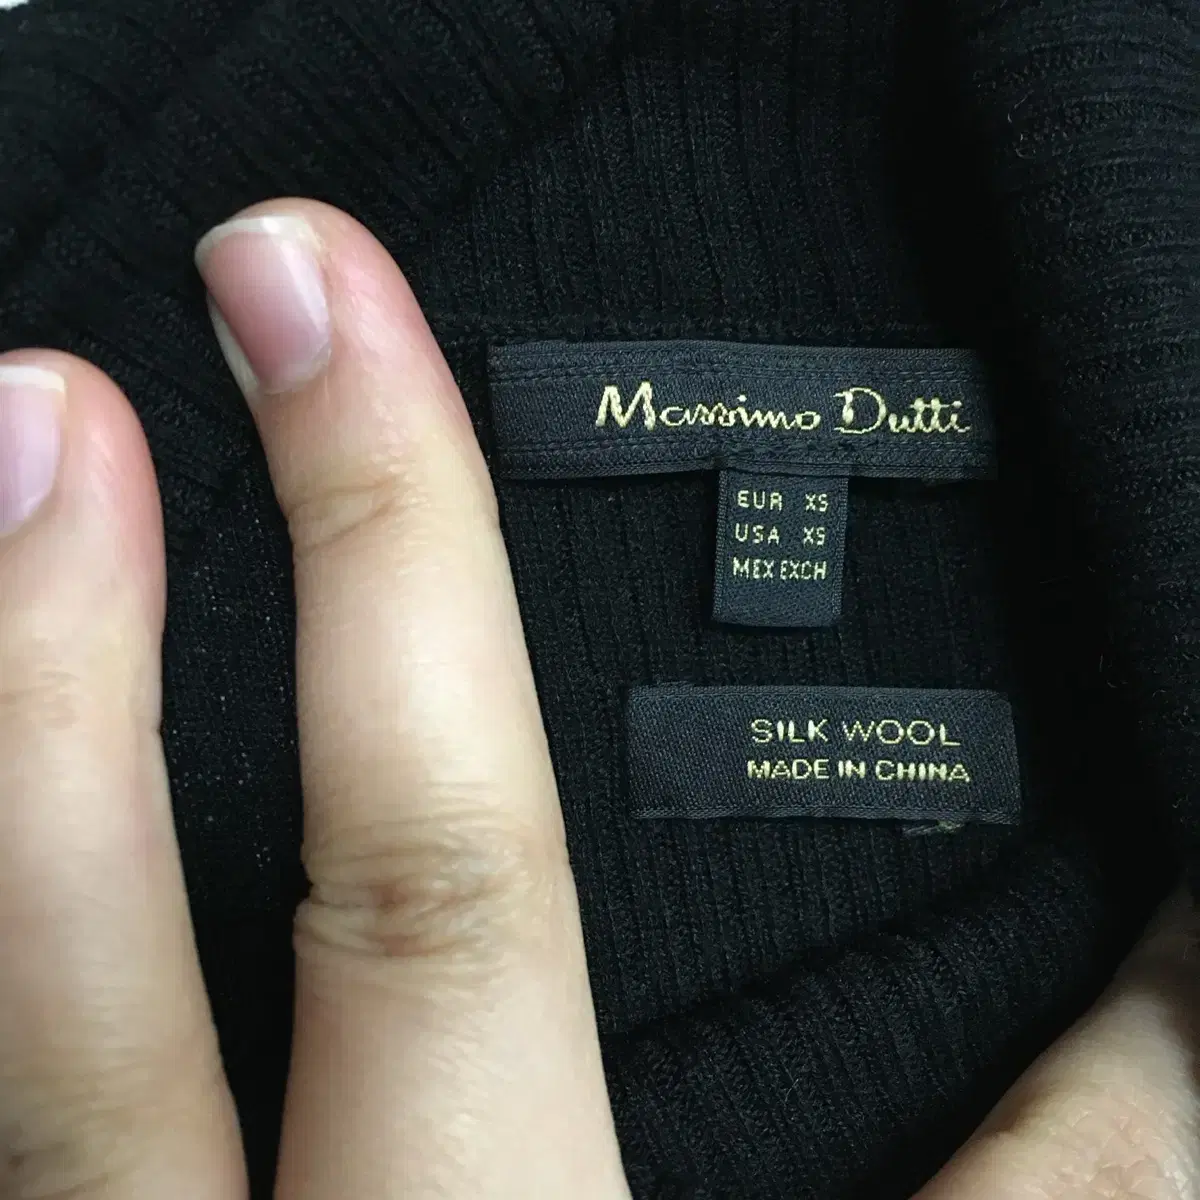 Massimo Dutti
EUR XS
USA XS
MEX EXCH
SILK WOOL
MADE IN CHINA